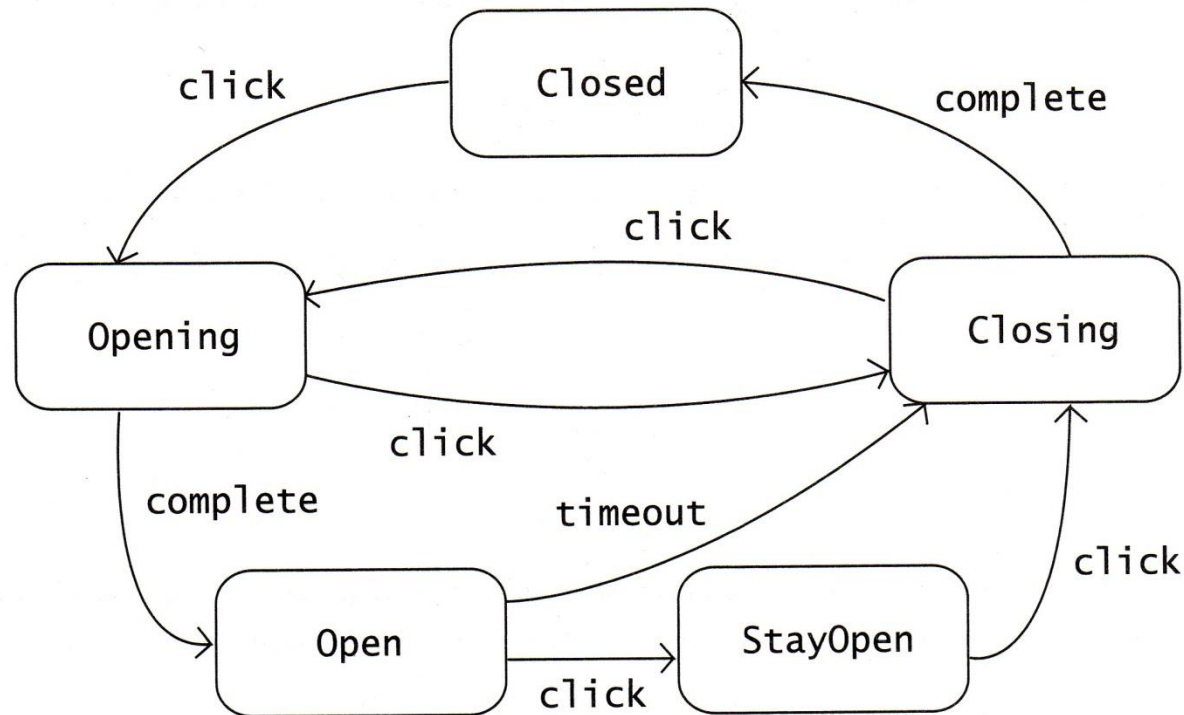 click
Closed
complete
click
Opening
Closing
click
complete
timeout
click
Open
StayOpen
click